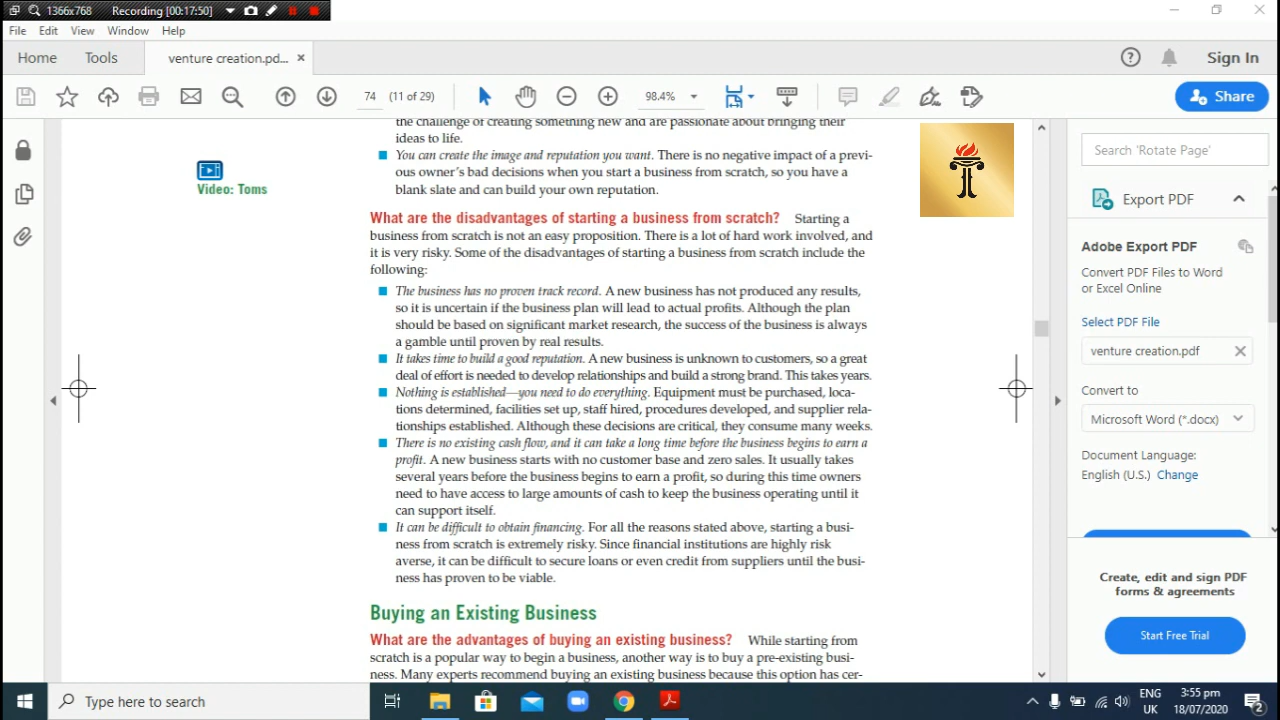 1366x768 Recording [00:17:50]
File Edit View Window Help
Home Tools venture creation.pd... ×
Sign In
74 (11 of 29) 98.4% Share
the challenge of creating something new and are passionate about bringing their
ideas to life.
You can create the image and reputation you want. There is no negative impact of a previ-
ous owner's bad decisions when you start a business from scratch, so you have a
blank slate and can build your own reputation.
Video: Toms
What are the disadvantages of starting a business from scratch? Starting a
business from scratch is not an easy proposition. There is a lot of hard work involved, and
it is very risky. Some of the disadvantages of starting a business from scratch include the
following:
The business has no proven track record. A new business has not produced any results,
so it is uncertain if the business plan will lead to actual profits. Although the plan
should be based on significant market research, the success of the business is always
a gamble until proven by real results.
It takes time to build a good reputation. A new business is unknown to customers, so a great
deal of effort is needed to develop relationships and build a strong brand. This takes years.
Nothing is established—you need to do everything. Equipment must be purchased, loca-
tions determined, facilities set up, staff hired, procedures developed, and supplier rela-
tionships established. Although these decisions are critical, they consume many weeks.
There is no existing cash flow, and it can take a long time before the business begins to earn a
profit. A new business starts with no customer base and zero sales. It usually takes
several years before the business begins to earn a profit, so during this time owners
need to have access to large amounts of cash to keep the business operating until it
can support itself.
It can be difficult to obtain financing. For all the reasons stated above, starting a busi-
ness from scratch is extremely risky. Since financial institutions are highly risk
averse, it can be difficult to secure loans or even credit from suppliers until the busi-
ness has proven to be viable.
Buying an Existing Business
What are the advantages of buying an existing business? While starting from
scratch is a popular way to begin a business, another way is to buy a pre-existing busi-
ness. Many experts recommend buying an existing business because this option has cer-
Search 'Rotate Page'
Export PDF
Adobe Export PDF
Convert PDF Files to Word
or Excel Online
Select PDF File
venture creation.pdf
Convert to
Microsoft Word (*.docx)
Document Language:
English (U.S.) Change
Create, edit and sign PDF
forms & agreements
Start Free Trial
Type here to search
ENG
UK
3:55 pm
18/07/2020
2